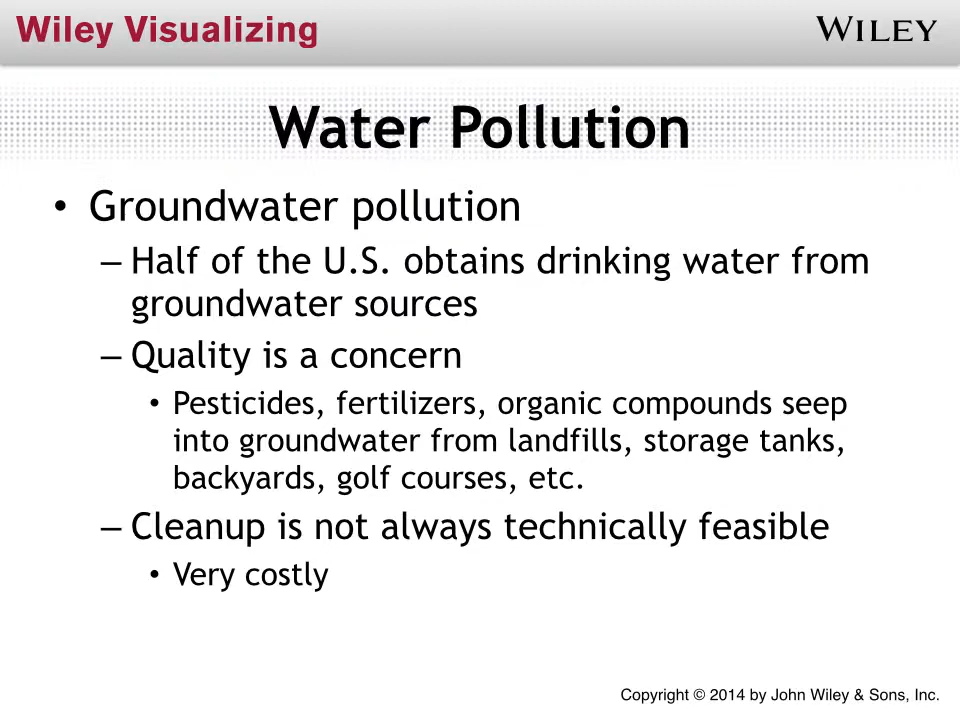 Wiley Visualizing
WILEY
Water Pollution
• Groundwater pollution
– Half of the U.S. obtains drinking water from
groundwater sources
– Quality is a concern
• Pesticides, fertilizers, organic compounds seep
into groundwater from landfills, storage tanks,
backyards, golf courses, etc.
– Cleanup is not always technically feasible
• Very costly
Copyright © 2014 by John Wiley & Sons, Inc.